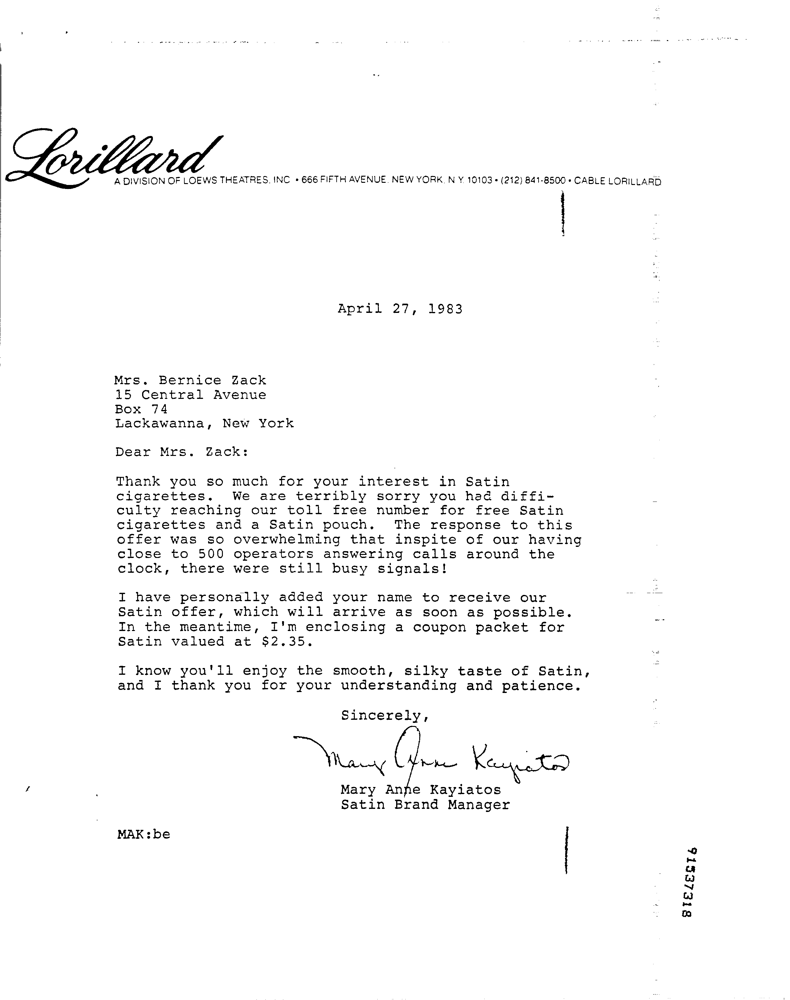 Lorillard
A DIVISION OF LOEWS THEATRES, INC • 666 FIFTH AVENUE, NEW YORK, N.Y. 10103 • (212) 841-8500 • CABLE LORILLARD
April 27, 1983
Mrs. Bernice Zack
15 Central Avenue
Box 74
Lackawanna, New York
Dear Mrs. Zack:
Thank you so much for your interest in Satin
cigarettes. We are terribly sorry you had diffi-
culty reaching our toll free number for free Satin
cigarettes and a Satin pouch. The response to this
offer was so overwhelming that inspite of our having
close to 500 operators answering calls around the
clock, there were still busy signals!
I have personally added your name to receive our
Satin offer, which will arrive as soon as possible.
In the meantime, I'm enclosing a coupon packet for
Satin valued at $2.35.
I know you'll enjoy the smooth, silky taste of Satin,
and I thank you for your understanding and patience.
Sincerely,
Mary Anne Kayiatos
Mary Anne Kayiatos
Satin Brand Manager
MAK:be
91537318